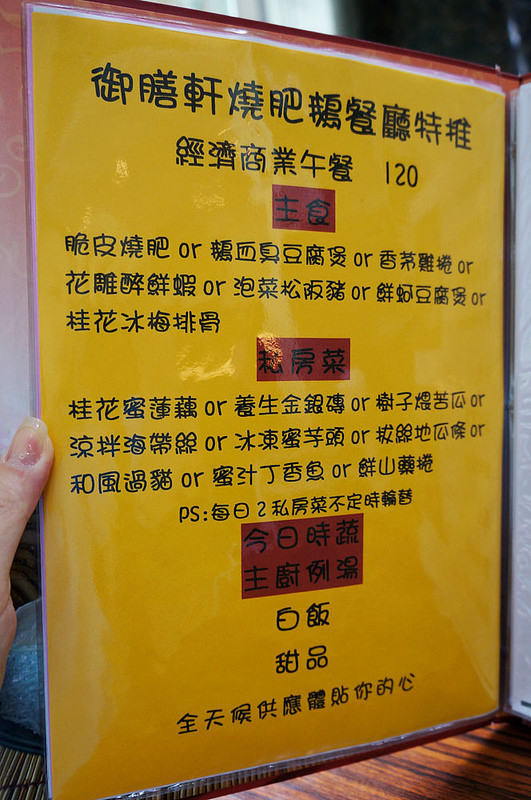 御膳軒燒肥鵝餐廳特推
經濟商業午餐 120
主食
脆皮燒肥 or 鵝血臭豆腐煲 or 香茅雞捲 or
花雕醉鮮蝦 or 泡菜松阪豬 or 鮮蚵豆腐煲 or
桂花冰梅排骨
私房菜
桂花蜜蓮藕 or 養生金銀磚 or 樹子煨苦瓜 or
涼拌海帶絲 or 冰凍蜜芋頭 or 拔絲地瓜條 or
和風過貓 or 蜜汁丁香魚 or 鮮山藥捲
PS:每日2私房菜不定時輪替
今日時蔬
主廚例湯
白飯
甜品
全天候供應體貼你的心